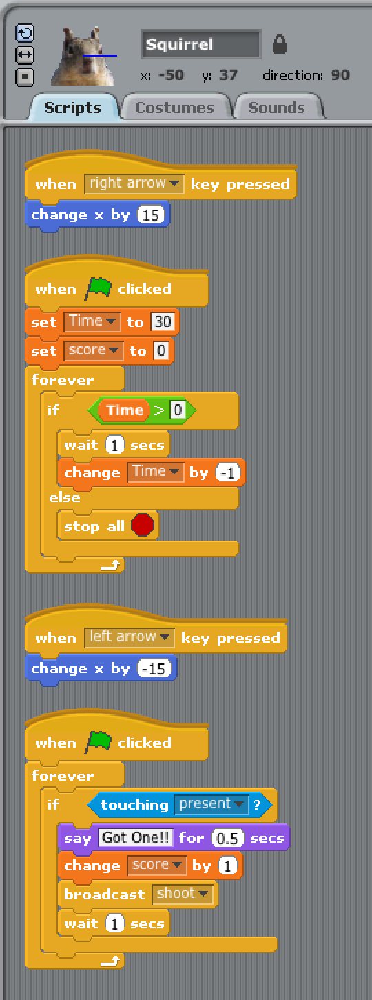 Squirrel
x: -50 y: 37 direction: 90
Scripts Costumes Sounds
when right arrow key pressed
change x by 15
when clicked
set Time to 30
set score to 0
forever
if Time > 0
wait 1 secs
change Time by -1
else
stop all
when left arrow key pressed
change x by -15
when clicked
forever
if touching present ?
say Got One!! for 0.5 secs
change score by 1
broadcast shoot
wait 1 secs